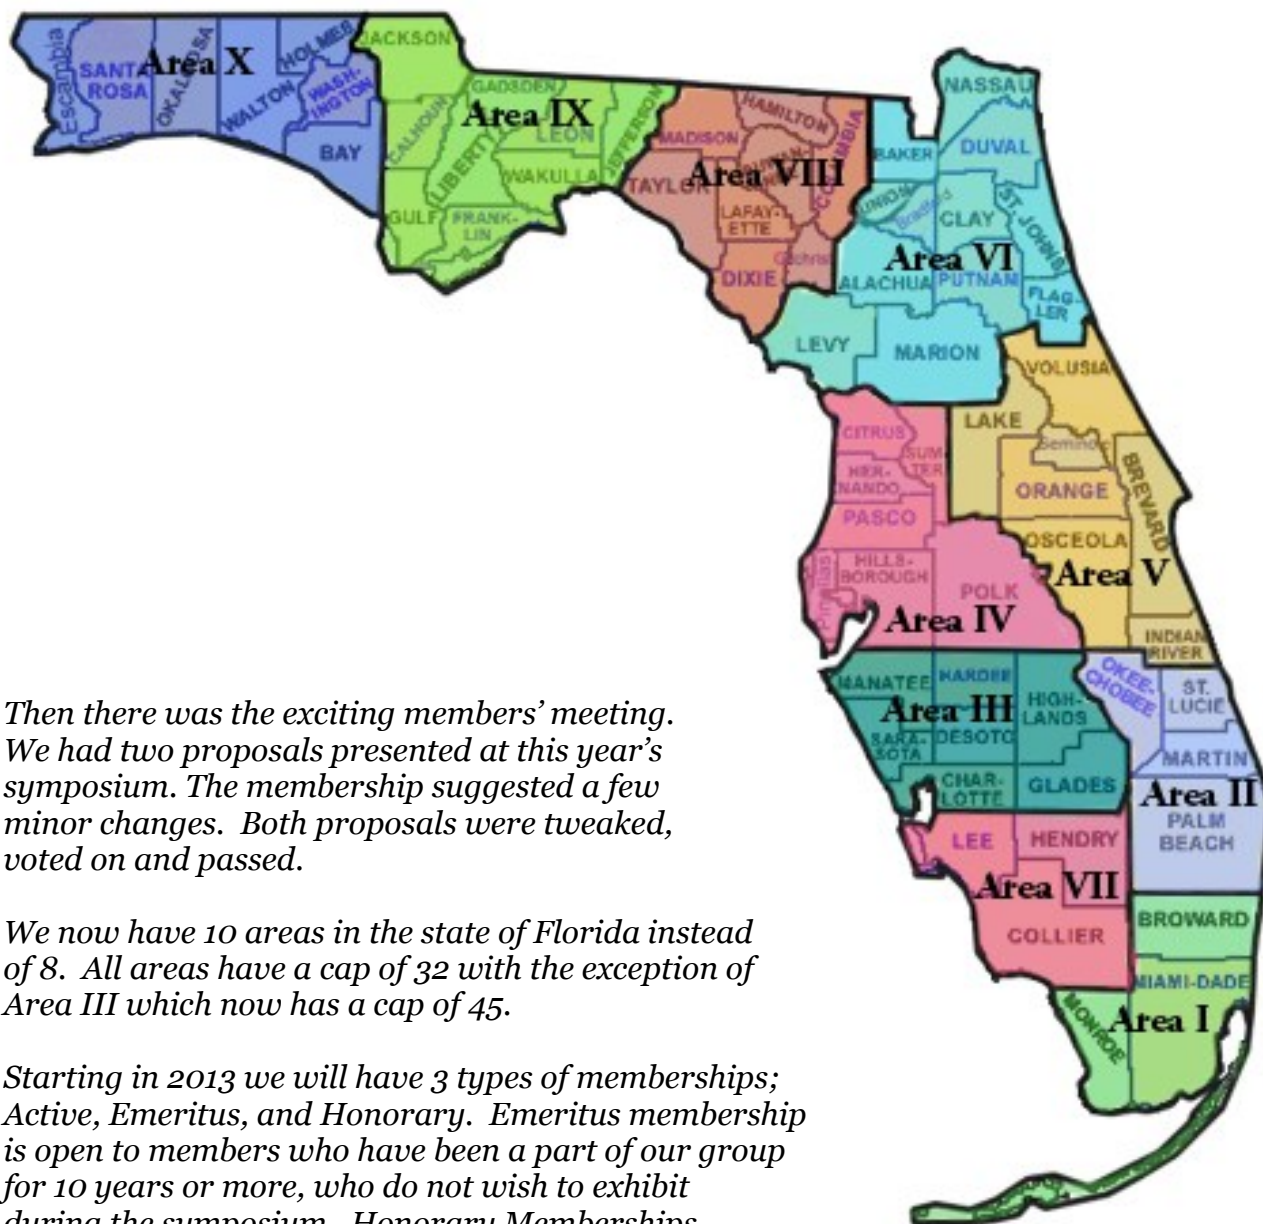 Escambia
SANTA
ROSA
OKALOOSA
Area X
WALTON
HOLMES
WASH-
INGTON
BAY
JACKSON
CALHOUN
GADSDEN
Area IX
LEON
LIBERTY
JEFFERSON
WAKULLA
GULF
FRANK-
LIN
MADISON
HAMILTON
COLUMBIA
TAYLOR
Area VIII
LAFAY-
ETTE
Gilchrist
DIXIE
NASSAU
BAKER
DUVAL
UNION
Bradford
CLAY
ST. JOHNS
Area VI
ALACHUA
PUTNAM
FLAG-
LER
LEVY
MARION
VOLUSIA
LAKE
Seminole
ORANGE
BREVARD
OSCEOLA
Area V
INDIAN
RIVER
CITRUS
SUM-
TER
HER-
NANDO
PASCO
Pinellas
HILLS-
BOROUGH
POLK
Area IV
MANATEE
HARDEE
HIGH-
LANDS
Area III
SARA-
SOTA
DESOTO
CHAR-
LOTTE
GLADES
OKEE-
CHOBEE
ST.
LUCIE
MARTIN
Area II
PALM
BEACH
LEE
HENDRY
Area VII
COLLIER
BROWARD
MIAMI-DADE
MONROE
Area I
Then there was the exciting members’ meeting.
We had two proposals presented at this year’s
symposium. The membership suggested a few
minor changes.  Both proposals were tweaked,
voted on and passed.
We now have 10 areas in the state of Florida instead
of 8.  All areas have a cap of 32 with the exception of
Area III which now has a cap of 45.
Starting in 2013 we will have 3 types of memberships;
Active, Emeritus, and Honorary.  Emeritus membership
is open to members who have been a part of our group
for 10 years or more, who do not wish to exhibit
during the symposium.  Honorary Memberships